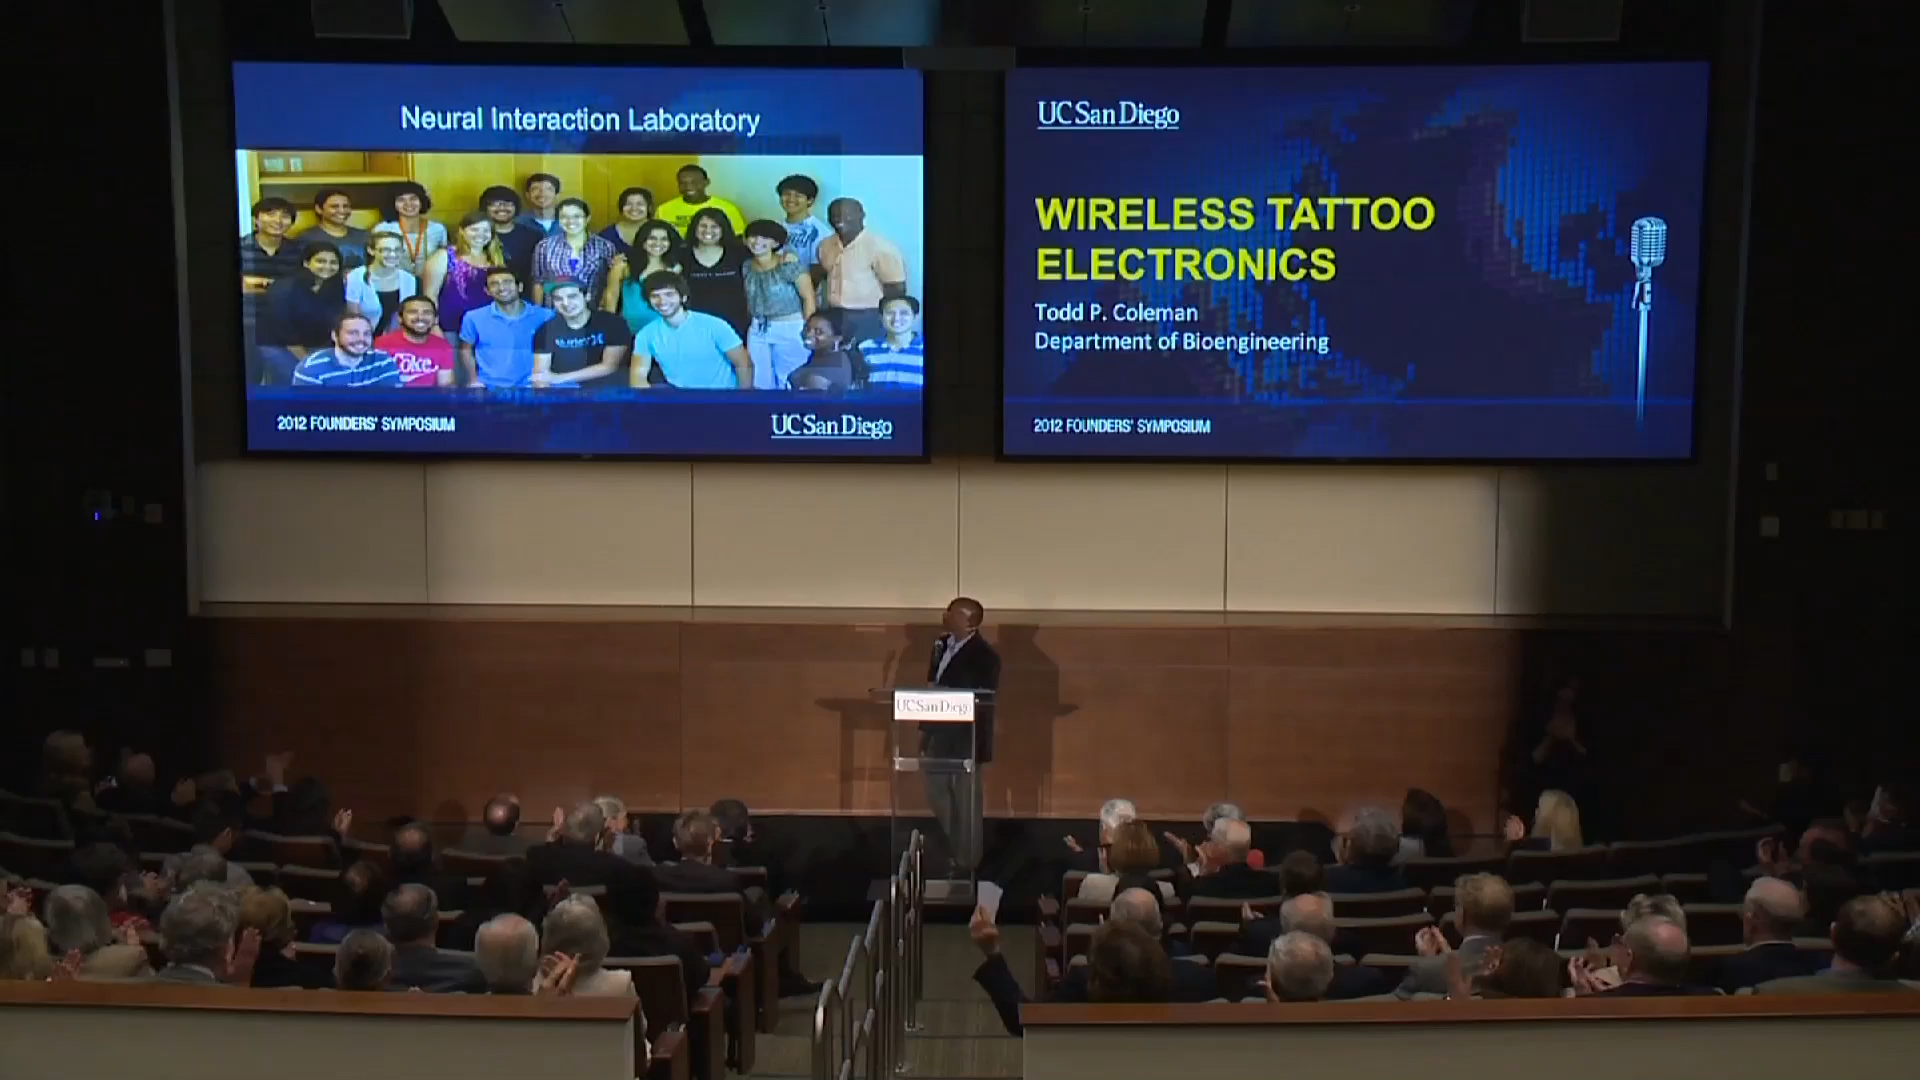 Neural Interaction Laboratory
Coke
2012 FOUNDERS' SYMPOSIUM
UC San Diego
UC San Diego
WIRELESS TATTOO
ELECTRONICS
Todd P. Coleman
Department of Bioengineering
2012 FOUNDERS' SYMPOSIUM
UC San Diego